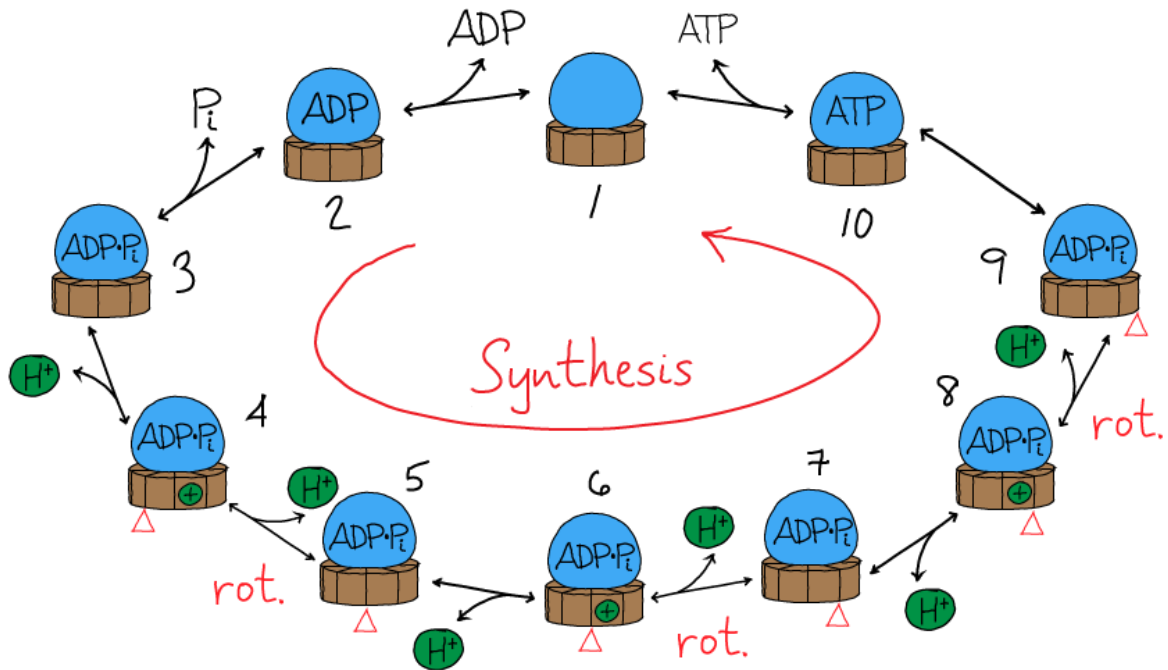 ADP
ATP
Pi
ADP
ATP
1
2
10
ADP·Pi
3
9
ADP·Pi
Synthesis
H+
H+
4
8
rot.
ADP·Pi
+
ADP·Pi
+
5
6
7
H+
H+
ADP·Pi
ADP·Pi
+
ADP·Pi
rot.
rot.
H+
H+